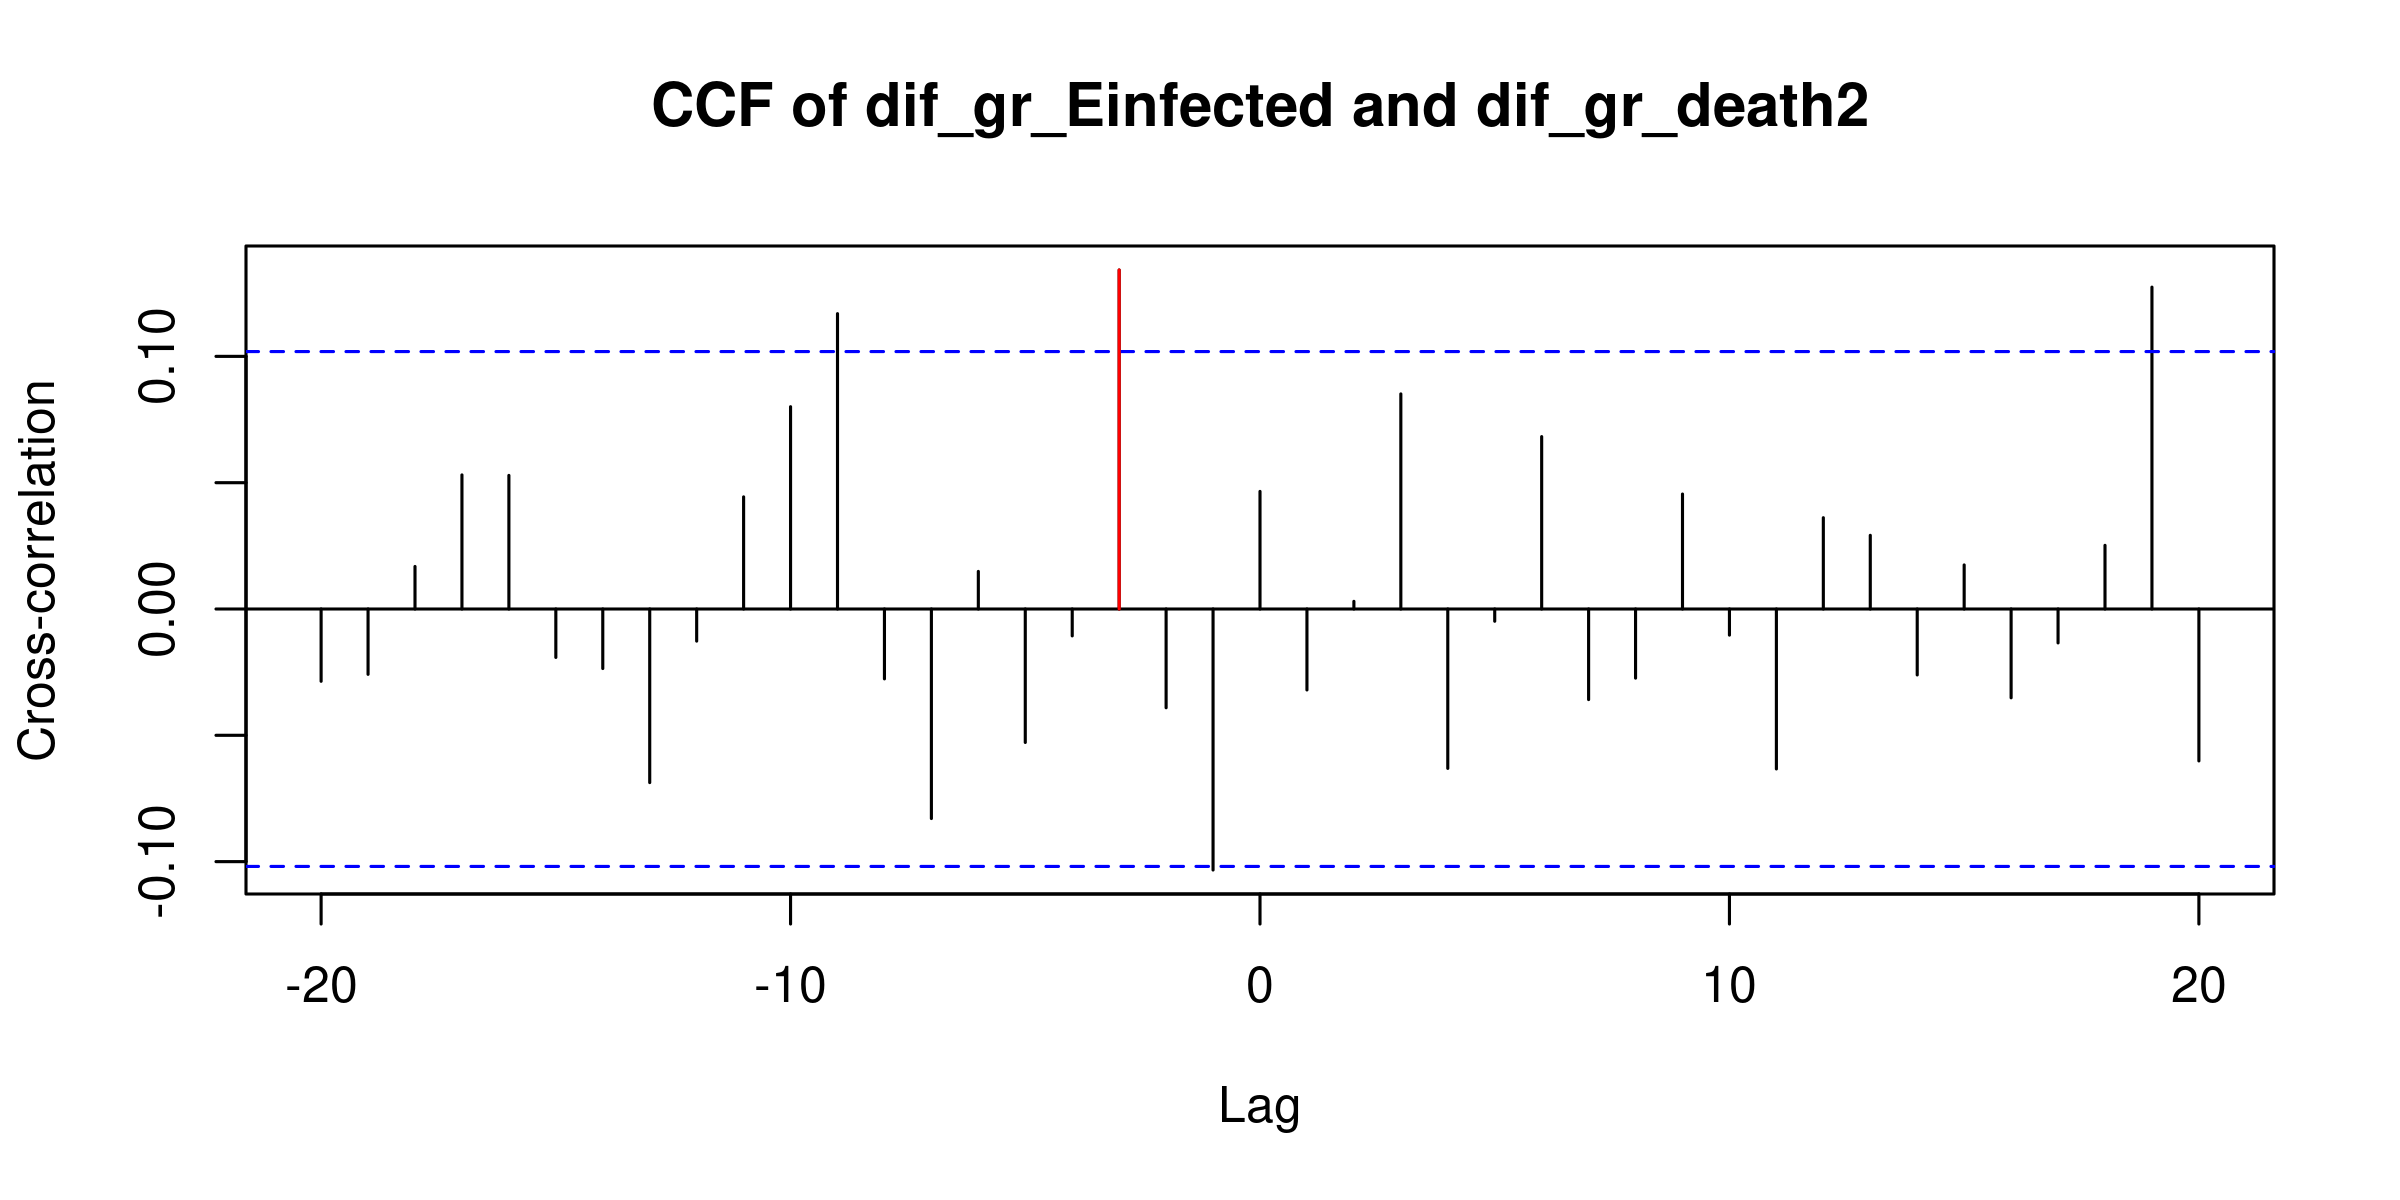 CCF of dif_gr_Einfected and dif_gr_death2
Cross-correlation
0.10
0.00
-0.10
-20 -10 0 10 20
Lag